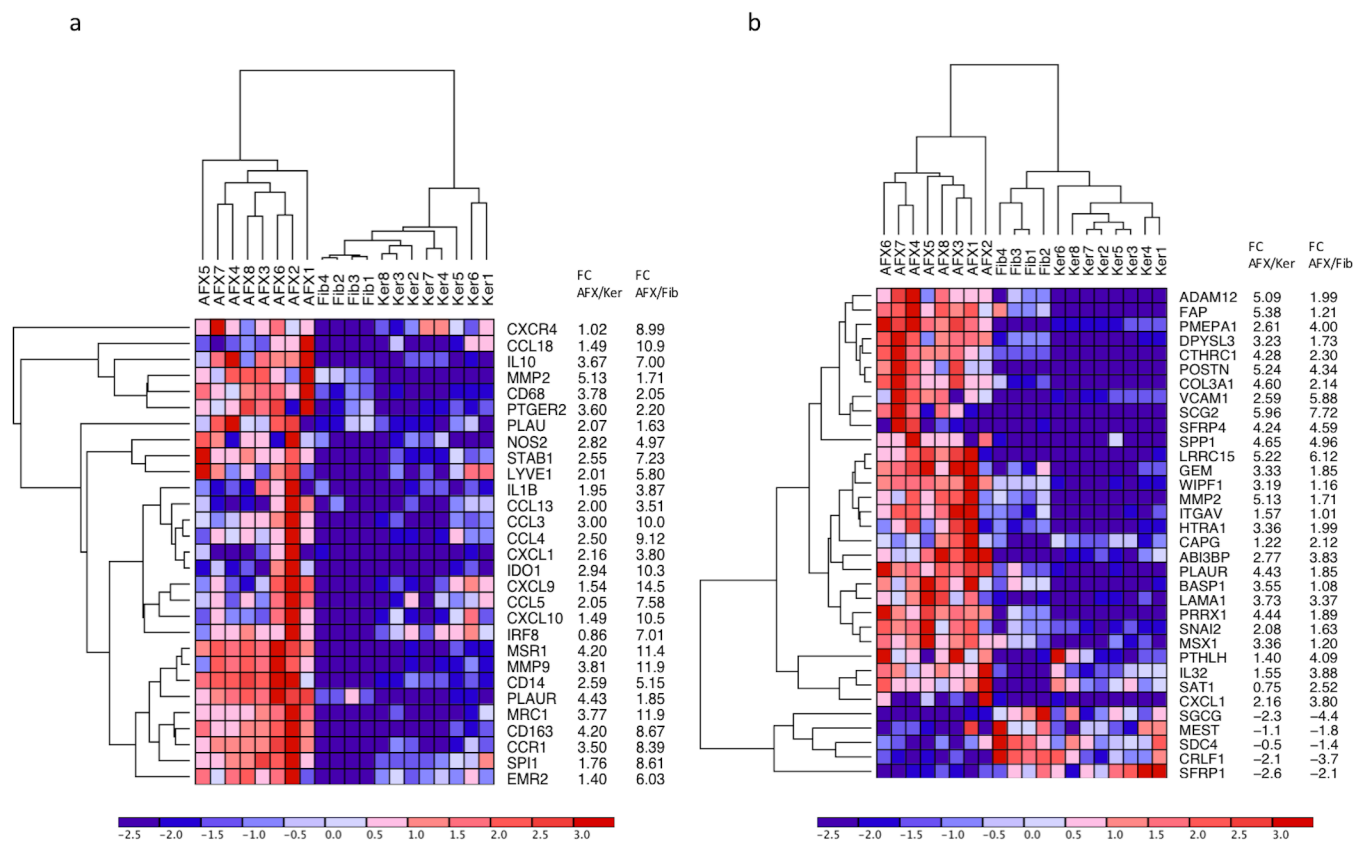 a
FC FC
AFX/Ker AFX/Fib
AFX5 AFX7 AFX4 AFX8 AFX3 AFX6 AFX2 AFX1 Fib4 Fib2 Fib3 Fib1 Ker8 Ker3 Ker2 Ker7 Ker4 Ker5 Ker6 Ker1
CXCR4 1.02 8.99
CCL18 1.49 10.9
IL10 3.67 7.00
MMP2 5.13 1.71
CD68 3.78 2.05
PTGER2 3.60 2.20
PLAU 2.07 1.63
NOS2 2.82 4.97
STAB1 2.55 7.23
LYVE1 2.01 5.80
IL1B 1.95 3.87
CCL13 2.00 3.51
CCL3 3.00 10.0
CCL4 2.50 9.12
CXCL1 2.16 3.80
IDO1 2.94 10.3
CXCL9 1.54 14.5
CCL5 2.05 7.58
CXCL10 1.49 10.5
IRF8 0.86 7.01
MSR1 4.20 11.4
MMP9 3.81 11.9
CD14 2.59 5.15
PLAUR 4.43 1.85
MRC1 3.77 11.9
CD163 4.20 8.67
CCR1 3.50 8.39
SPI1 1.76 8.61
EMR2 1.40 6.03
−2.5 −2.0 −1.5 −1.0 −0.5 0.0 0.5 1.0 1.5 2.0 2.5 3.0
b
FC FC
AFX/Ker AFX/Fib
AFX6 AFX7 AFX4 AFX5 AFX8 AFX3 AFX1 AFX2 Fib4 Fib3 Fib1 Fib2 Ker6 Ker8 Ker7 Ker2 Ker5 Ker3 Ker4 Ker1
ADAM12 5.09 1.99
FAP 5.38 1.21
PMEPA1 2.61 4.00
DPYSL3 3.23 1.73
CTHRC1 4.28 2.30
POSTN 5.24 4.34
COL3A1 4.60 2.14
VCAM1 2.59 5.88
SCG2 5.96 7.72
SFRP4 4.24 4.59
SPP1 4.65 4.96
LRRC15 5.22 6.12
GEM 3.33 1.85
WIPF1 3.19 1.16
MMP2 5.13 1.71
ITGAV 1.57 1.01
HTRA1 3.36 1.99
CAPG 1.22 2.12
ABI3BP 2.77 3.83
PLAUR 4.43 1.85
BASP1 3.55 1.08
LAMA1 3.73 3.37
PRRX1 4.44 1.89
SNAI2 2.08 1.63
MSX1 3.36 1.20
PTHLH 1.40 4.09
IL32 1.55 3.88
SAT1 0.75 2.52
CXCL1 2.16 3.80
SGCG −2.3 −4.4
MEST −1.1 −1.8
SDC4 −0.5 −1.4
CRLF1 −2.1 −3.7
SFRP1 −2.6 −2.1
−2.5 −2.0 −1.5 −1.0 −0.5 0.0 0.5 1.0 1.5 2.0 2.5 3.0